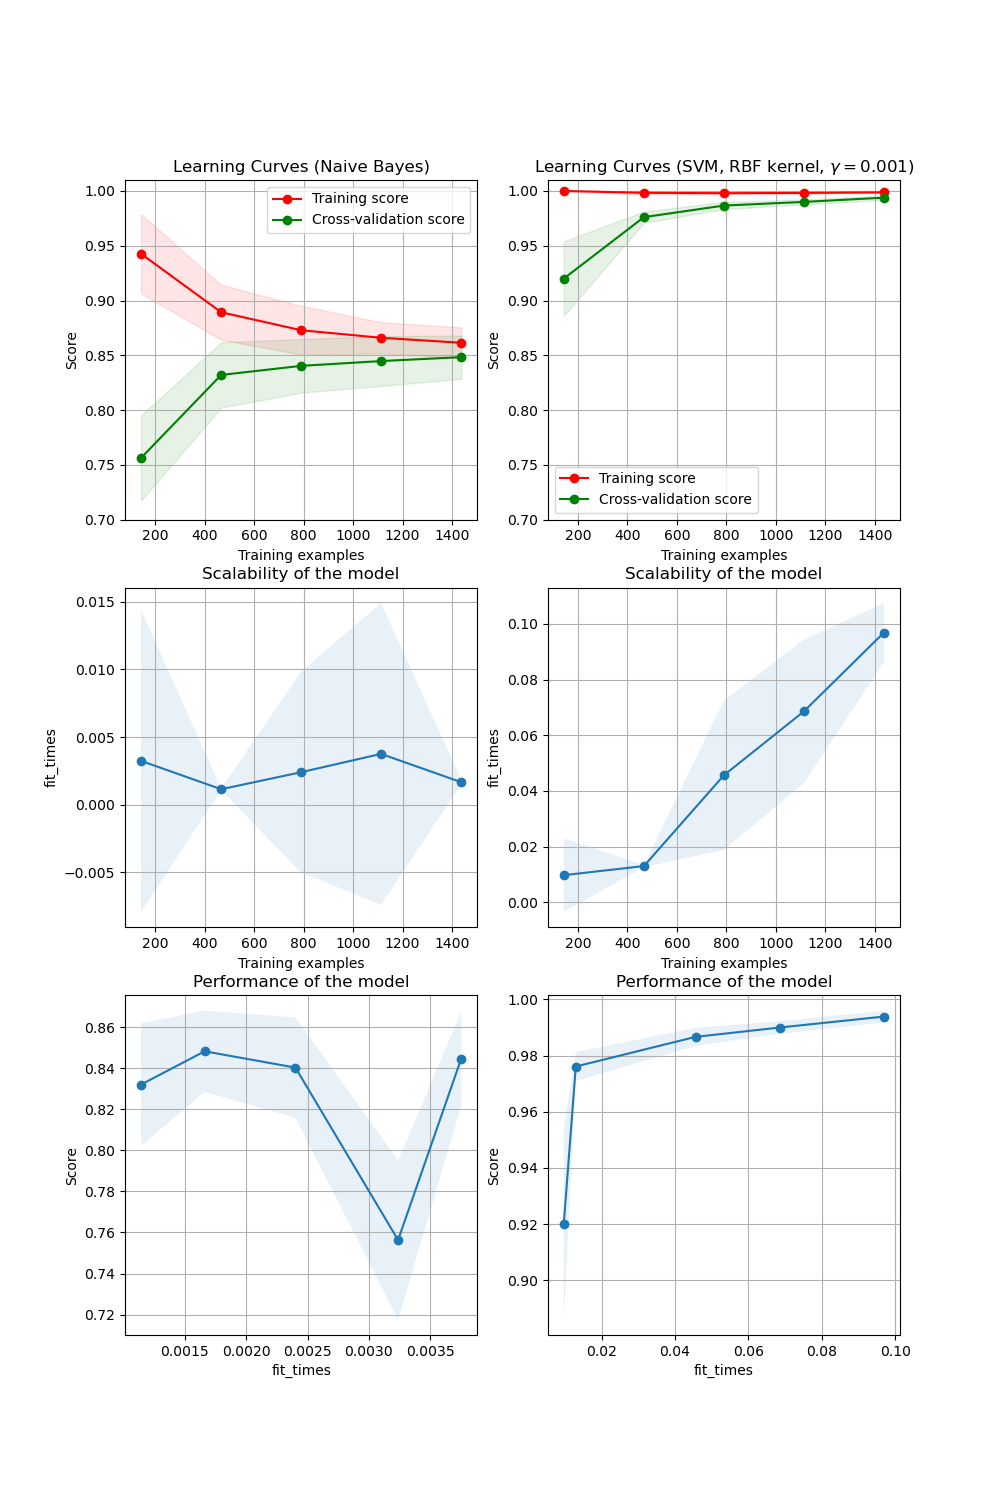 Learning Curves (Naive Bayes)
1.00
0.95
0.90
0.85
0.80
0.75
0.70
Score
Training score
Cross-validation score
200 400 600 800 1000 1200 1400
Training examples
Learning Curves (SVM, RBF kernel, γ = 0.001)
1.00
0.95
0.90
0.85
0.80
0.75
0.70
Score
Training score
Cross-validation score
200 400 600 800 1000 1200 1400
Training examples
Scalability of the model
0.015
0.010
0.005
0.000
−0.005
fit_times
200 400 600 800 1000 1200 1400
Training examples
Scalability of the model
0.10
0.08
0.06
0.04
0.02
0.00
fit_times
200 400 600 800 1000 1200 1400
Training examples
Performance of the model
0.86
0.84
0.82
0.80
0.78
0.76
0.74
0.72
Score
0.0015 0.0020 0.0025 0.0030 0.0035
fit_times
Performance of the model
1.00
0.98
0.96
0.94
0.92
0.90
Score
0.02 0.04 0.06 0.08 0.10
fit_times